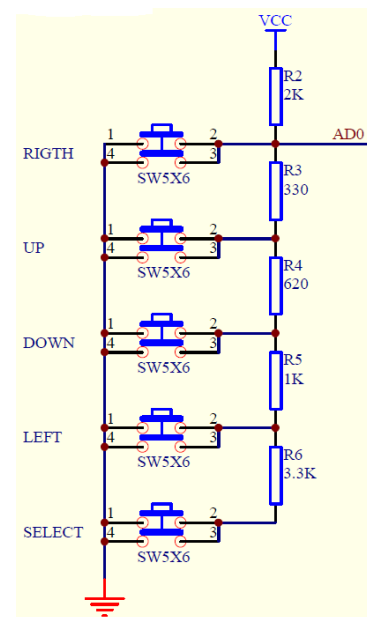 VCC
R2
2K
1
2
AD0
4
3
RIGTH
SW5X6
R3
330
1
2
4
3
UP
SW5X6
R4
620
1
2
4
3
DOWN
SW5X6
R5
1K
1
2
4
3
LEFT
SW5X6
R6
3.3K
1
2
4
3
SELECT
SW5X6